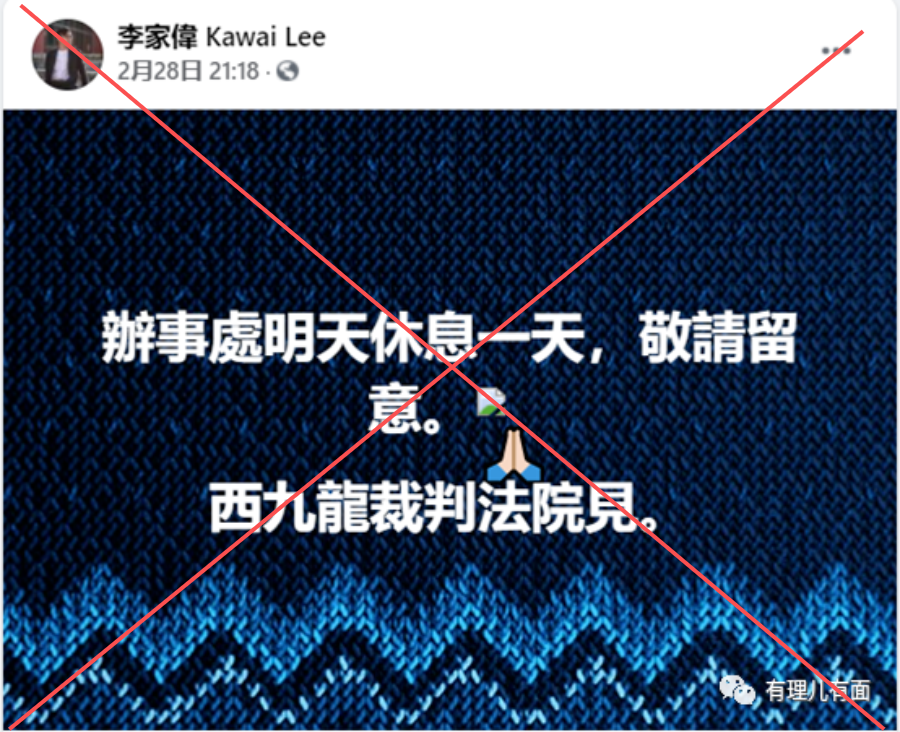 李家偉 Kawai Lee
2月28日 21:18 ·
辦事處明天休息一天，敬請留
意。
西九龍裁判法院見。
有理儿有面